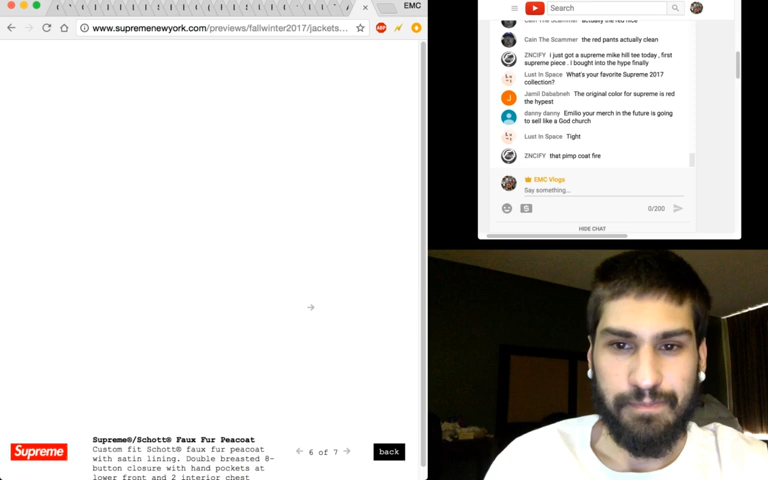 EMC
www.supremenewyork.com/previews/fallwinter2017/jackets...
ABP
Supreme®/Schott® Faux Fur Peacoat
Custom fit Schott® faux fur peacoat
with satin lining. Double breasted 8-
button closure with hand pockets at
lower front and 2 interior chest
Supreme
6 of 7
back
Search
Cain The Scammer actually the red nice
Cain The Scammer the red pants actually clean
ZNCIFY i just got a supreme mike hill tee today , first
supreme piece . I bought into the hype finally
Lust In Space What's your favorite Supreme 2017
collection?
J
Jamil Dababneh The original color for supreme is red
the hypest
danny danny Emilio your merch in the future is going
to sell like a God church
Lust In Space Tight
ZNCIFY that pimp coat fire
EMC Vlogs
Say something...
0/200
HIDE CHAT